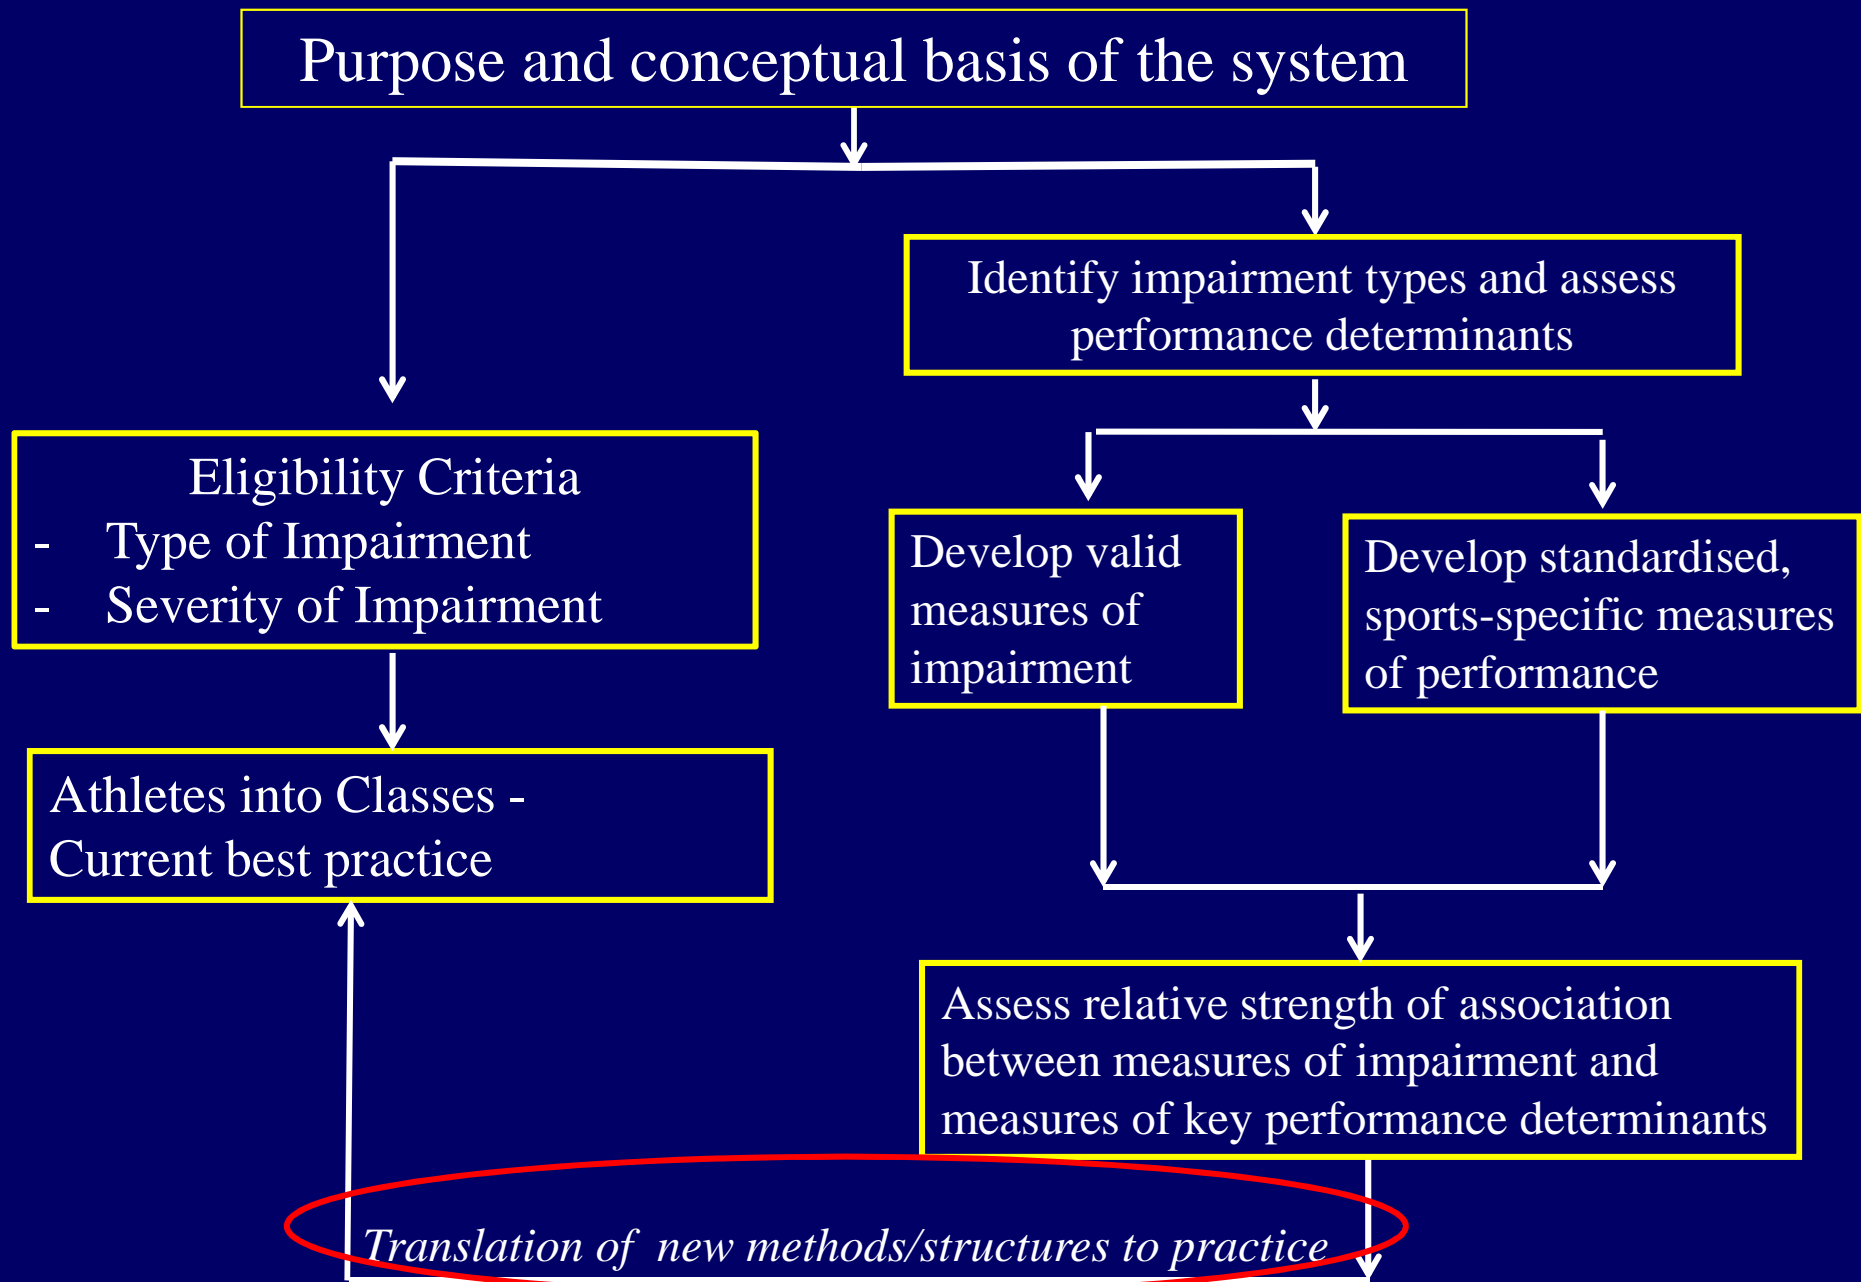 Purpose and conceptual basis of the system
Identify impairment types and assess
performance determinants
Eligibility Criteria
- Type of Impairment
- Severity of Impairment
Develop valid
measures of
impairment
Develop standardised,
sports-specific measures
of performance
Athletes into Classes -
Current best practice
Assess relative strength of association
between measures of impairment and
measures of key performance determinants
Translation of new methods/structures to practice